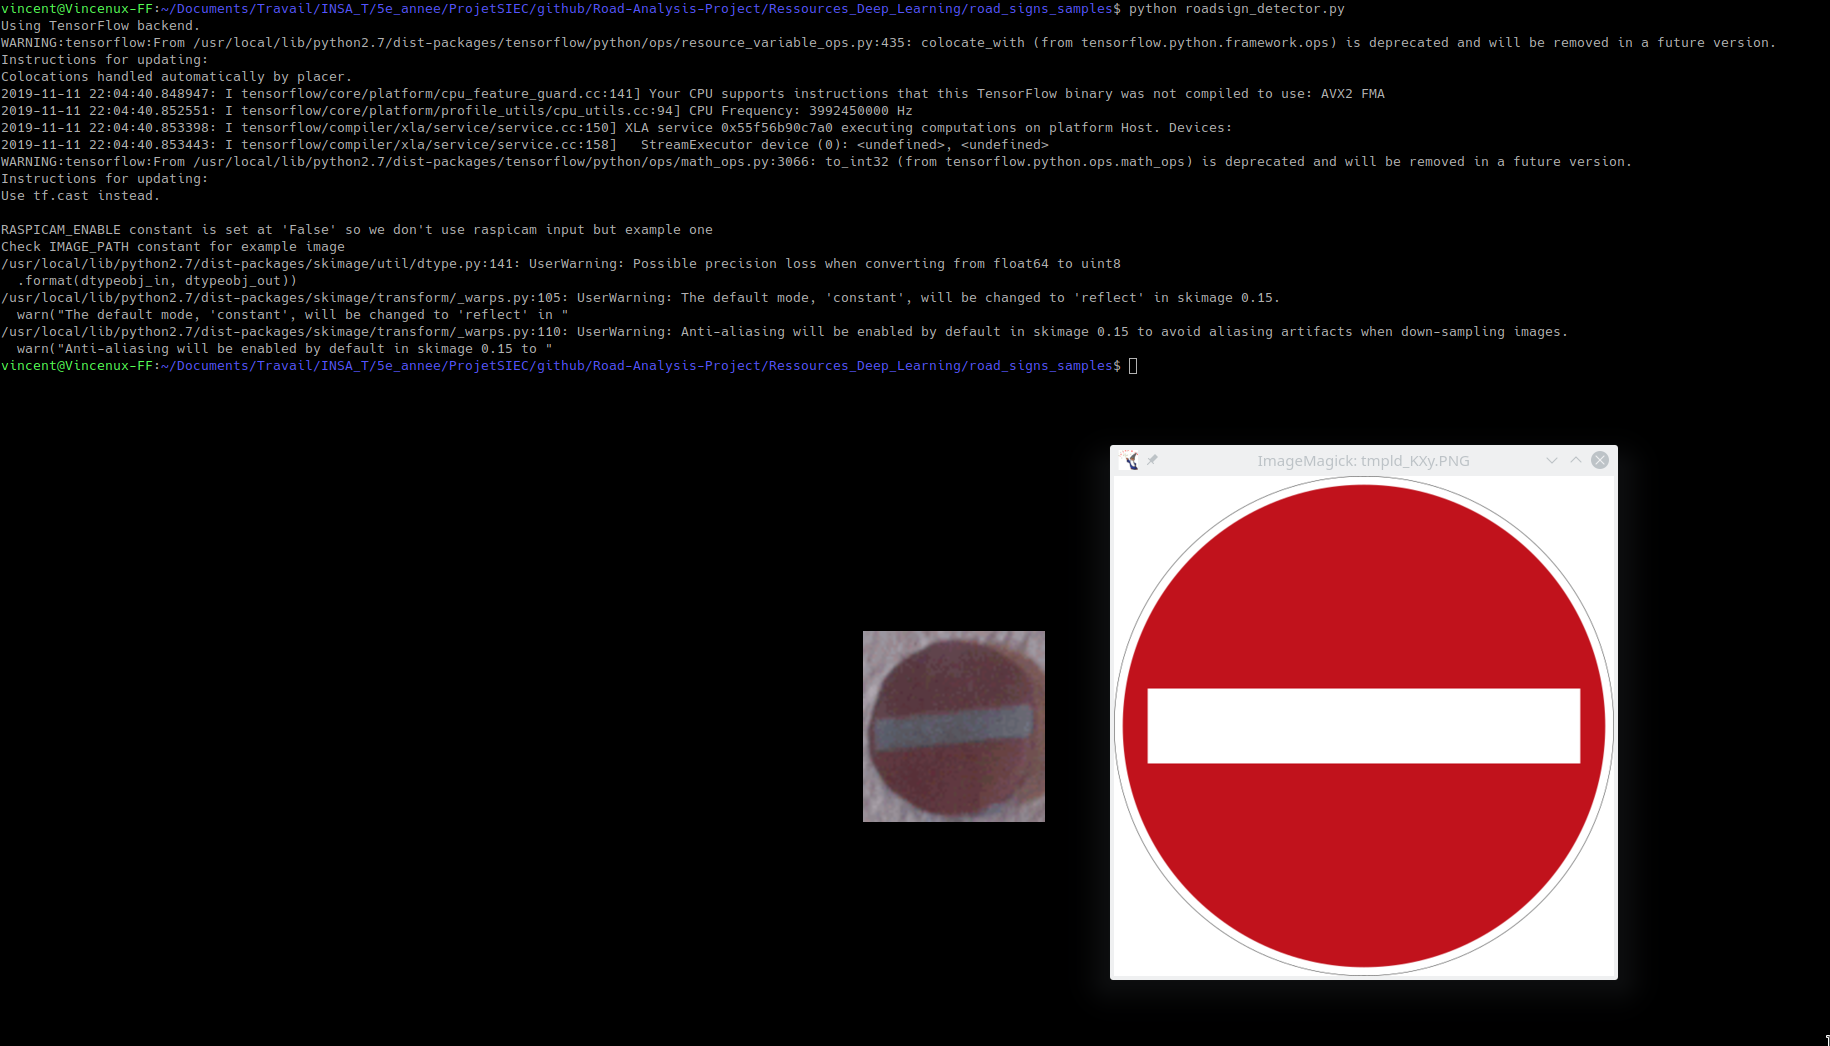 vincent@Vincenux-FF:~/Documents/Travail/INSA_T/5e_annee/ProjetSIEC/github/Road-Analysis-Project/Ressources_Deep_Learning/road_signs_samples$ python roadsign_detector.py
Using TensorFlow backend.
WARNING:tensorflow:From /usr/local/lib/python2.7/dist-packages/tensorflow/python/ops/resource_variable_ops.py:435: colocate_with (from tensorflow.python.framework.ops) is deprecated and will be removed in a future version.
Instructions for updating:
Colocations handled automatically by placer.
2019-11-11 22:04:40.848947: I tensorflow/core/platform/cpu_feature_guard.cc:141] Your CPU supports instructions that this TensorFlow binary was not compiled to use: AVX2 FMA
2019-11-11 22:04:40.852551: I tensorflow/core/platform/profile_utils/cpu_utils.cc:94] CPU Frequency: 3992450000 Hz
2019-11-11 22:04:40.853398: I tensorflow/compiler/xla/service/service.cc:150] XLA service 0x55f56b90c7a0 executing computations on platform Host. Devices:
2019-11-11 22:04:40.853443: I tensorflow/compiler/xla/service/service.cc:158]   StreamExecutor device (0): <undefined>, <undefined>
WARNING:tensorflow:From /usr/local/lib/python2.7/dist-packages/tensorflow/python/ops/math_ops.py:3066: to_int32 (from tensorflow.python.ops.math_ops) is deprecated and will be removed in a future version.
Instructions for updating:
Use tf.cast instead.
RASPICAM_ENABLE constant is set at 'False' so we don't use raspicam input but example one
Check IMAGE_PATH constant for example image
/usr/local/lib/python2.7/dist-packages/skimage/util/dtype.py:141: UserWarning: Possible precision loss when converting from float64 to uint8
  .format(dtypeobj_in, dtypeobj_out))
/usr/local/lib/python2.7/dist-packages/skimage/transform/_warps.py:105: UserWarning: The default mode, 'constant', will be changed to 'reflect' in skimage 0.15.
  warn("The default mode, 'constant', will be changed to 'reflect' in "
/usr/local/lib/python2.7/dist-packages/skimage/transform/_warps.py:110: UserWarning: Anti-aliasing will be enabled by default in skimage 0.15 to avoid aliasing artifacts when down-sampling images.
  warn("Anti-aliasing will be enabled by default in skimage 0.15 to "
vincent@Vincenux-FF:~/Documents/Travail/INSA_T/5e_annee/ProjetSIEC/github/Road-Analysis-Project/Ressources_Deep_Learning/road_signs_samples$
ImageMagick: tmpld_KXy.PNG